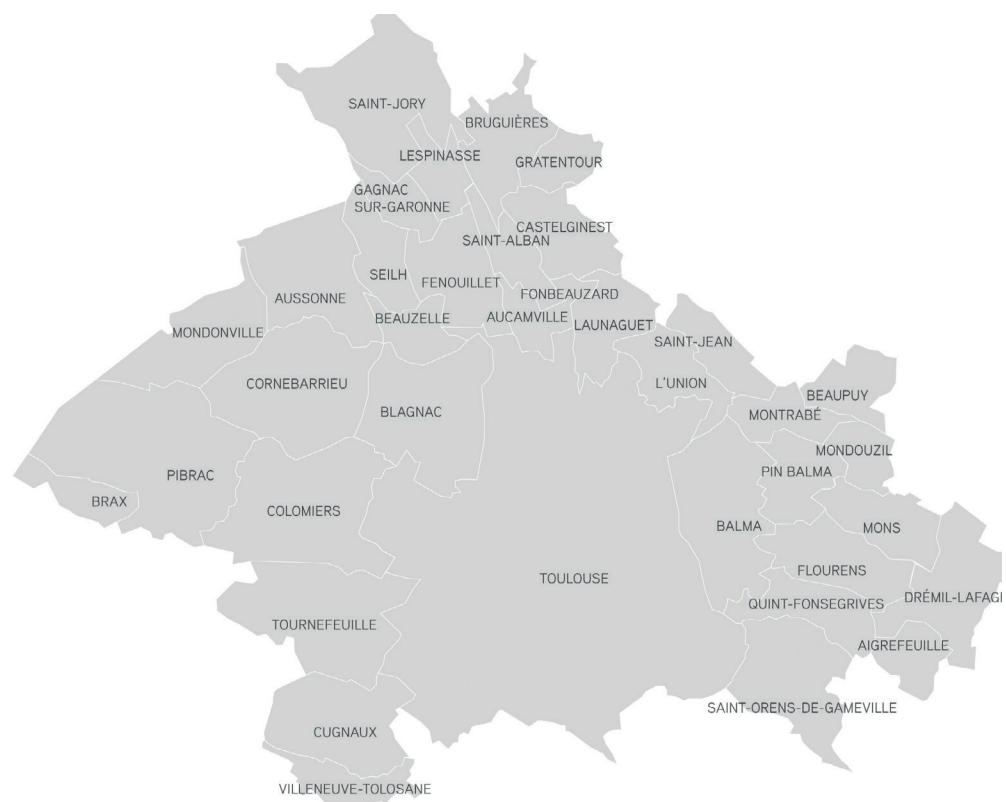 SAINT-JORY
BRUGUIÈRES
LESPINASSE
GRATENTOUR
GAGNAC
SUR-GARONNE
CASTELGINEST
SAINT-ALBAN
SEILH
FENOUILLET
FONBEAUZARD
AUSSONNE
BEAUZELLE
AUCAMVILLE
LAUNAGUET
MONDONVILLE
SAINT-JEAN
CORNEBARRIEU
L'UNION
BEAUPUY
BLAGNAC
MONTRABÉ
MONDOUZIL
PIBRAC
PIN BALMA
BRAX
COLOMIERS
BALMA
MONS
TOULOUSE
FLOURENS
DRÉMIL-LAFAGE
QUINT-FONSEGRIVES
TOURNEFEUILLE
AIGREFEUILLE
SAINT-ORENS-DE-GAMEVILLE
CUGNAUX
VILLENEUVE-TOLOSANE